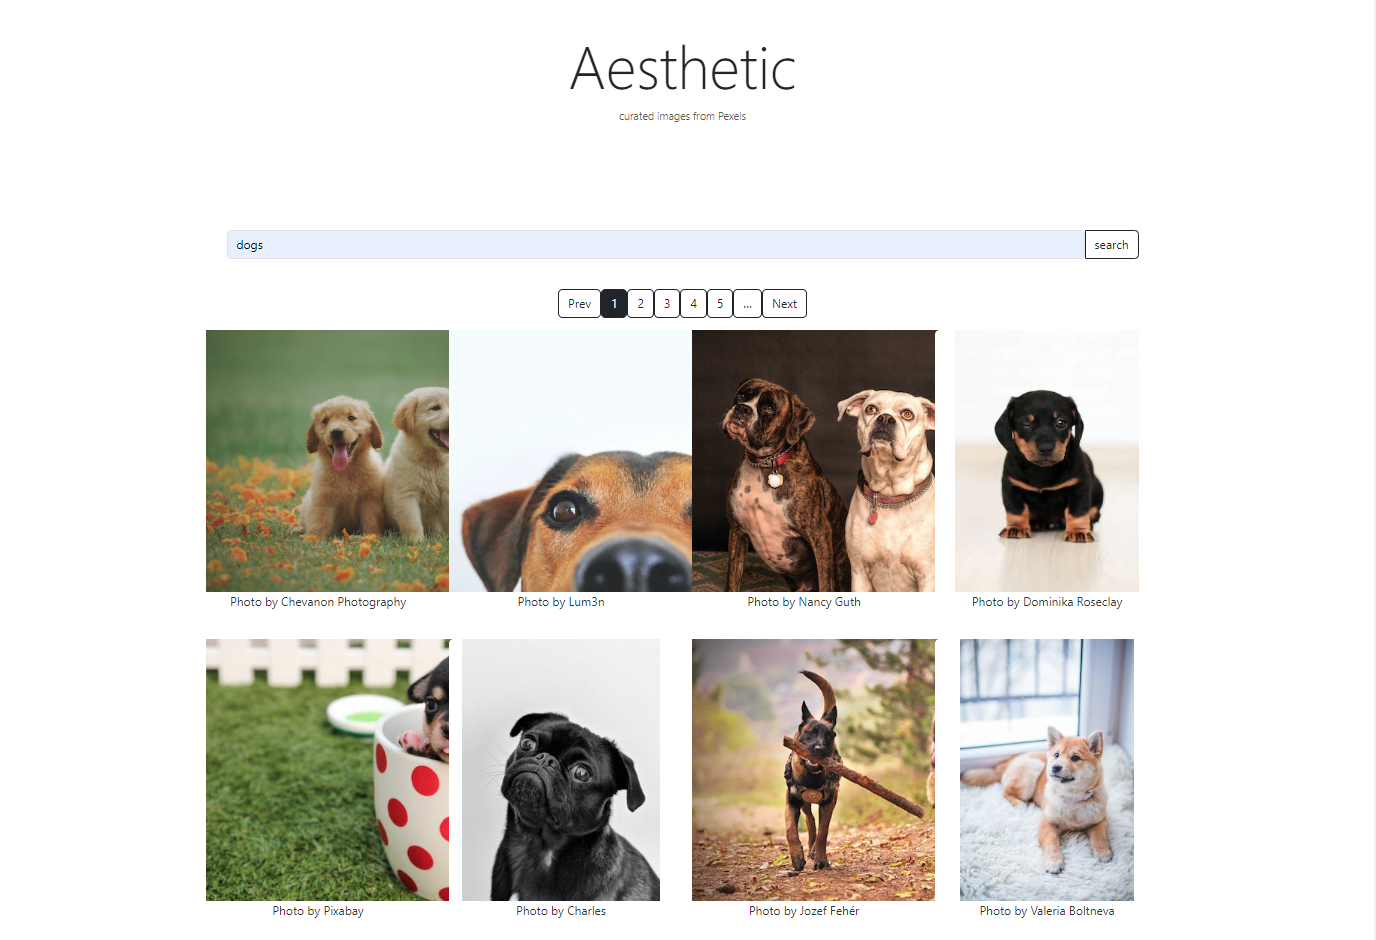 Aesthetic
curated images from Pexels
dogs search
Prev 1 2 3 4 5 ... Next
Photo by Chevanon Photography Photo by Lum3n Photo by Nancy Guth Photo by Dominika Roseclay
Photo by Pixabay Photo by Charles Photo by Jozef Fehér Photo by Valeria Boltneva